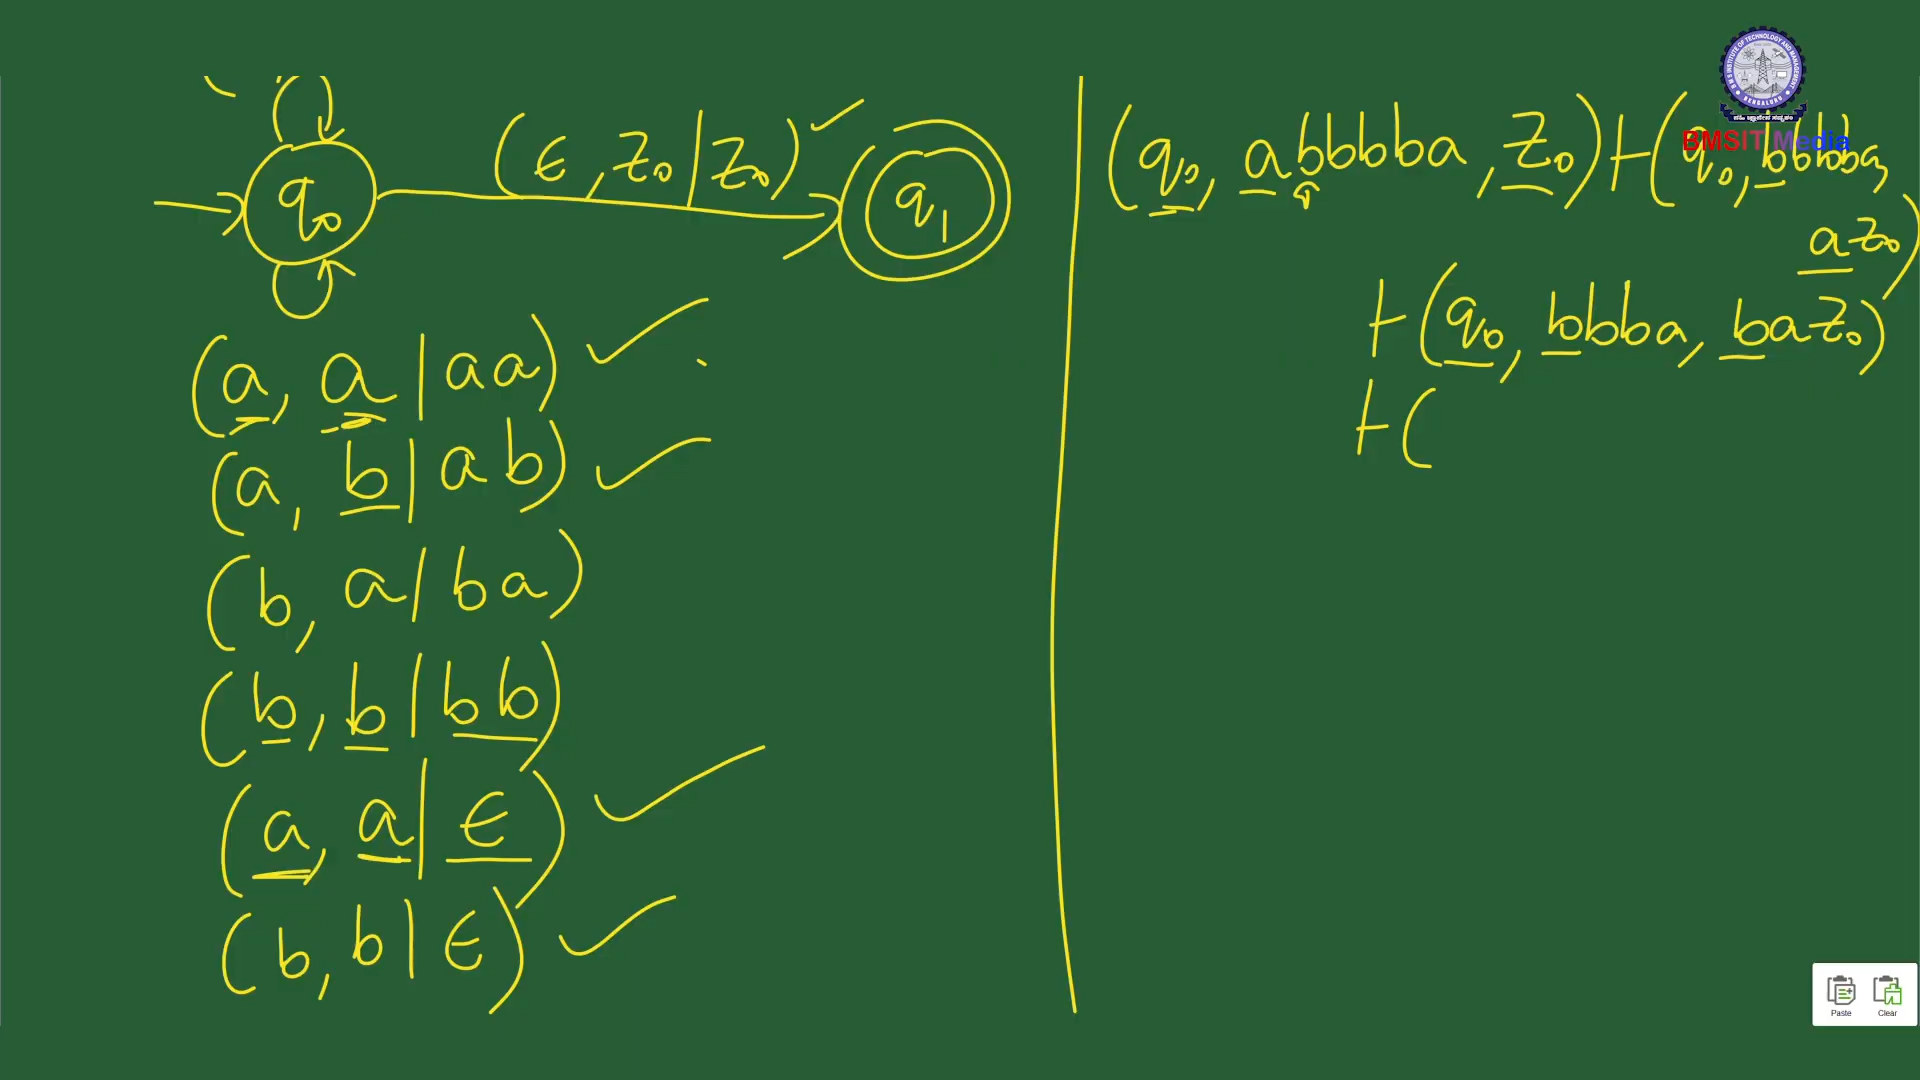 (ϵ, Z₀ | Z₀) ✓
q₀
q₁
(a, a | aa) ✓
(a, b | ab) ✓
(b, a | ba)
(b, b | bb)
(a, a | ϵ) ✓
(b, b | ϵ) ✓
(q₀, abbbba, Z₀) ⊢ (q₀, bbbba,
aZ₀)
⊢ (q₀, bbba, baZ₀)
⊢ (
BMSIT Media
BENGALURU
Paste
Clear